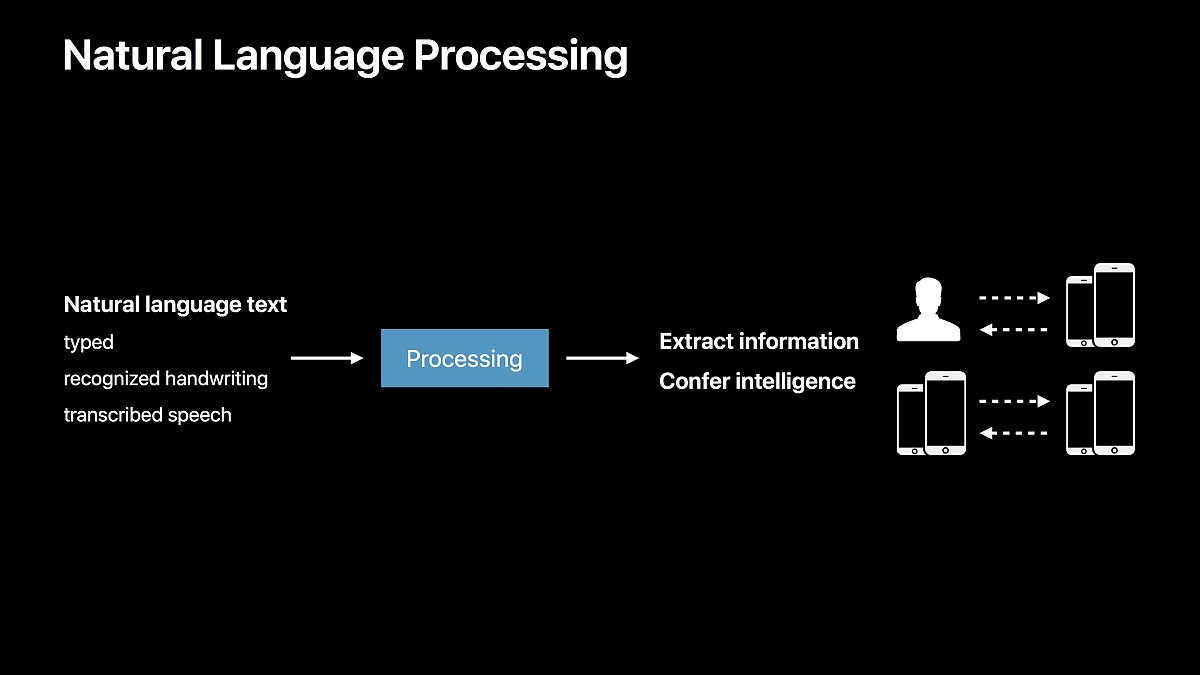 Natural Language Processing
Natural language text
typed
recognized handwriting
transcribed speech
Processing
Extract information
Confer intelligence